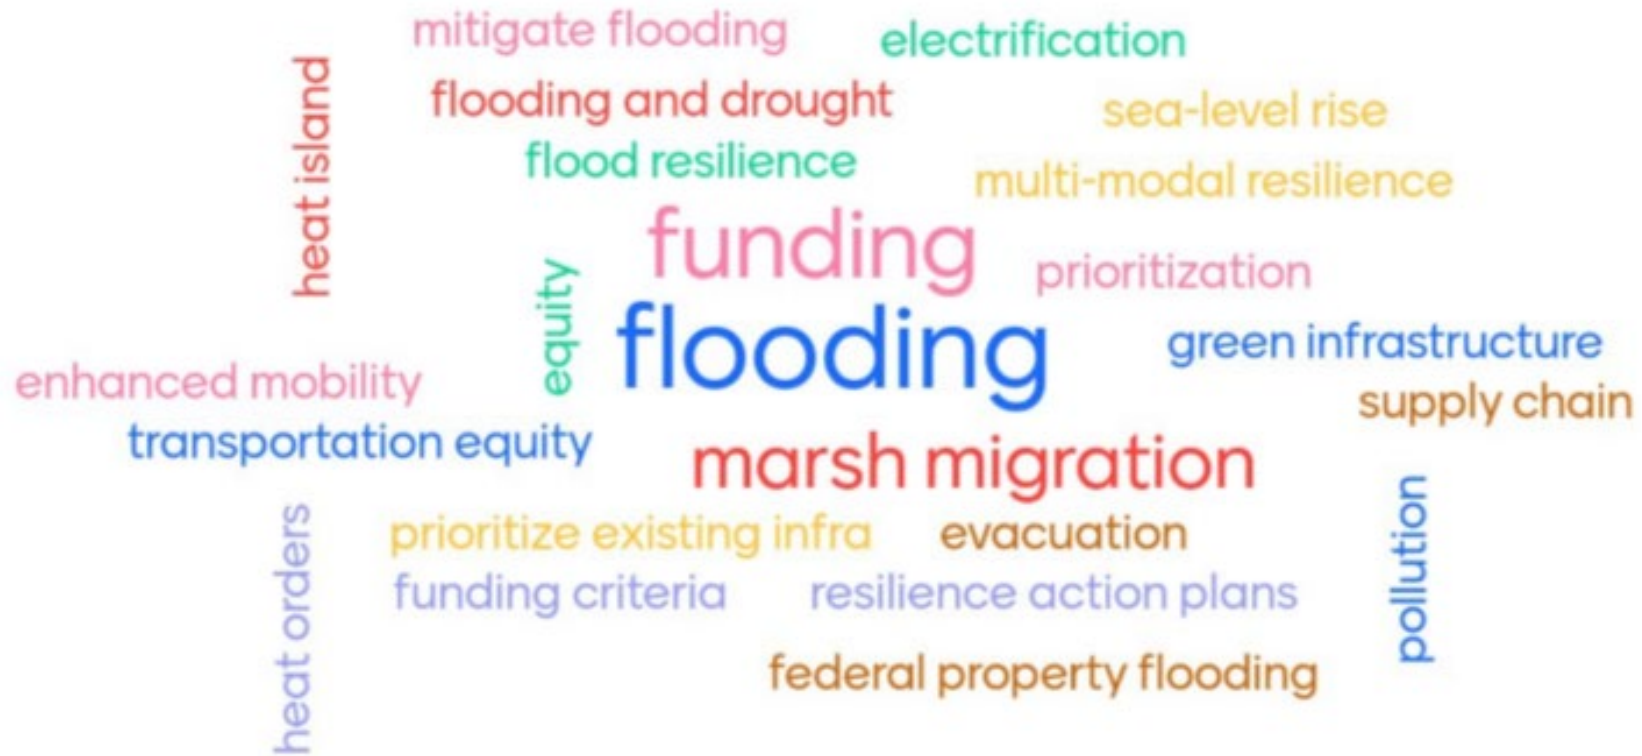 mitigate flooding
electrification
heat island
flooding and drought
sea-level rise
flood resilience
multi-modal resilience
funding
equity
prioritization
flooding
green infrastructure
enhanced mobility
supply chain
transportation equity
marsh migration
pollution
heat orders
prioritize existing infra
evacuation
funding criteria
resilience action plans
federal property flooding